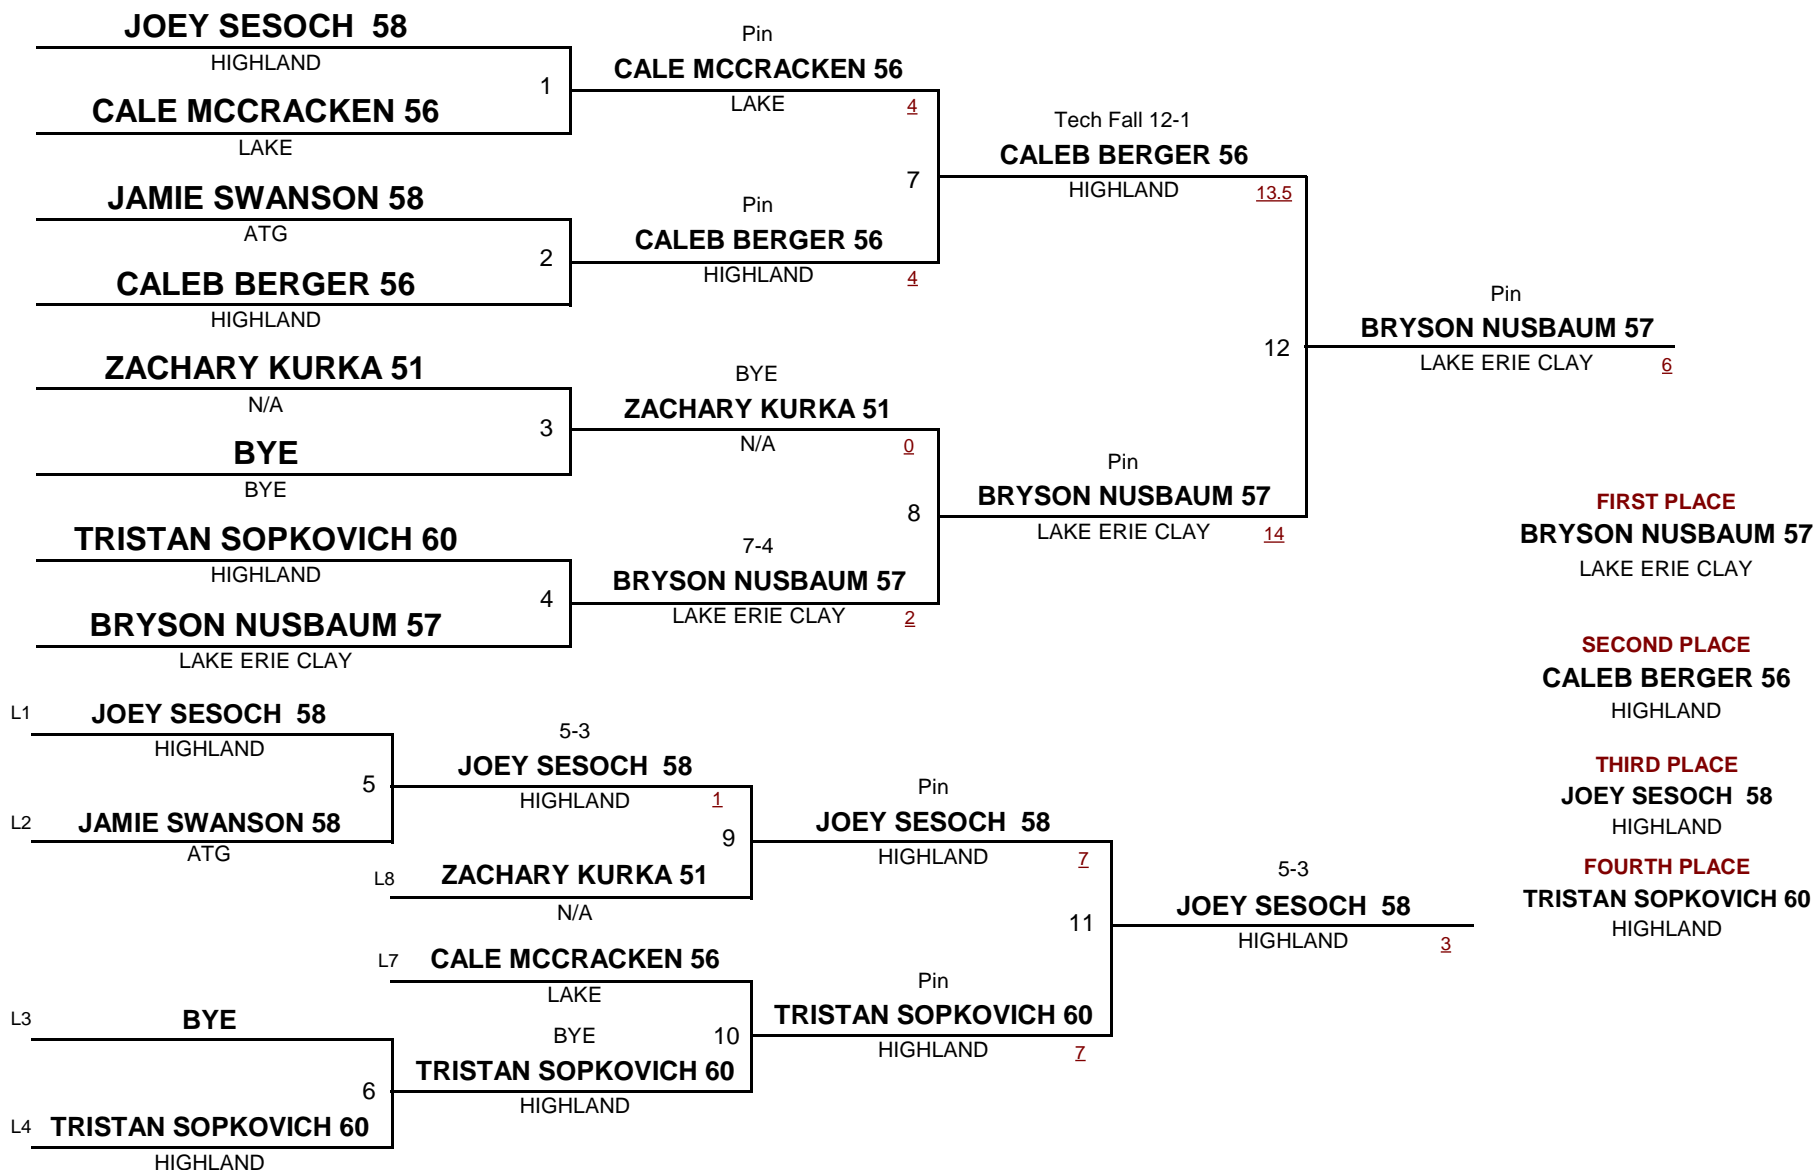 JOEY SESOCH  58
HIGHLAND
1
CALE MCCRACKEN 56
LAKE
Pin
CALE MCCRACKEN 56
LAKE
4
JAMIE SWANSON 58
ATG
2
CALEB BERGER 56
HIGHLAND
Pin
CALEB BERGER 56
HIGHLAND
4
7
Tech Fall 12-1
CALEB BERGER 56
HIGHLAND
13.5
ZACHARY KURKA 51
N/A
3
BYE
BYE
BYE
ZACHARY KURKA 51
N/A
0
TRISTAN SOPKOVICH 60
HIGHLAND
4
BRYSON NUSBAUM 57
LAKE ERIE CLAY
7-4
BRYSON NUSBAUM 57
LAKE ERIE CLAY
2
8
Pin
BRYSON NUSBAUM 57
LAKE ERIE CLAY
14
12
Pin
BRYSON NUSBAUM 57
LAKE ERIE CLAY
6
FIRST PLACE
BRYSON NUSBAUM 57
LAKE ERIE CLAY
SECOND PLACE
CALEB BERGER 56
HIGHLAND
THIRD PLACE
JOEY SESOCH  58
HIGHLAND
FOURTH PLACE
TRISTAN SOPKOVICH 60
HIGHLAND
L1
JOEY SESOCH  58
HIGHLAND
5
L2
JAMIE SWANSON 58
ATG
5-3
JOEY SESOCH  58
HIGHLAND
1
9
L8
ZACHARY KURKA 51
N/A
Pin
JOEY SESOCH  58
HIGHLAND
7
L7
CALE MCCRACKEN 56
LAKE
L3
BYE
6
L4
TRISTAN SOPKOVICH 60
HIGHLAND
BYE
10
TRISTAN SOPKOVICH 60
HIGHLAND
Pin
TRISTAN SOPKOVICH 60
HIGHLAND
7
11
5-3
JOEY SESOCH  58
HIGHLAND
3